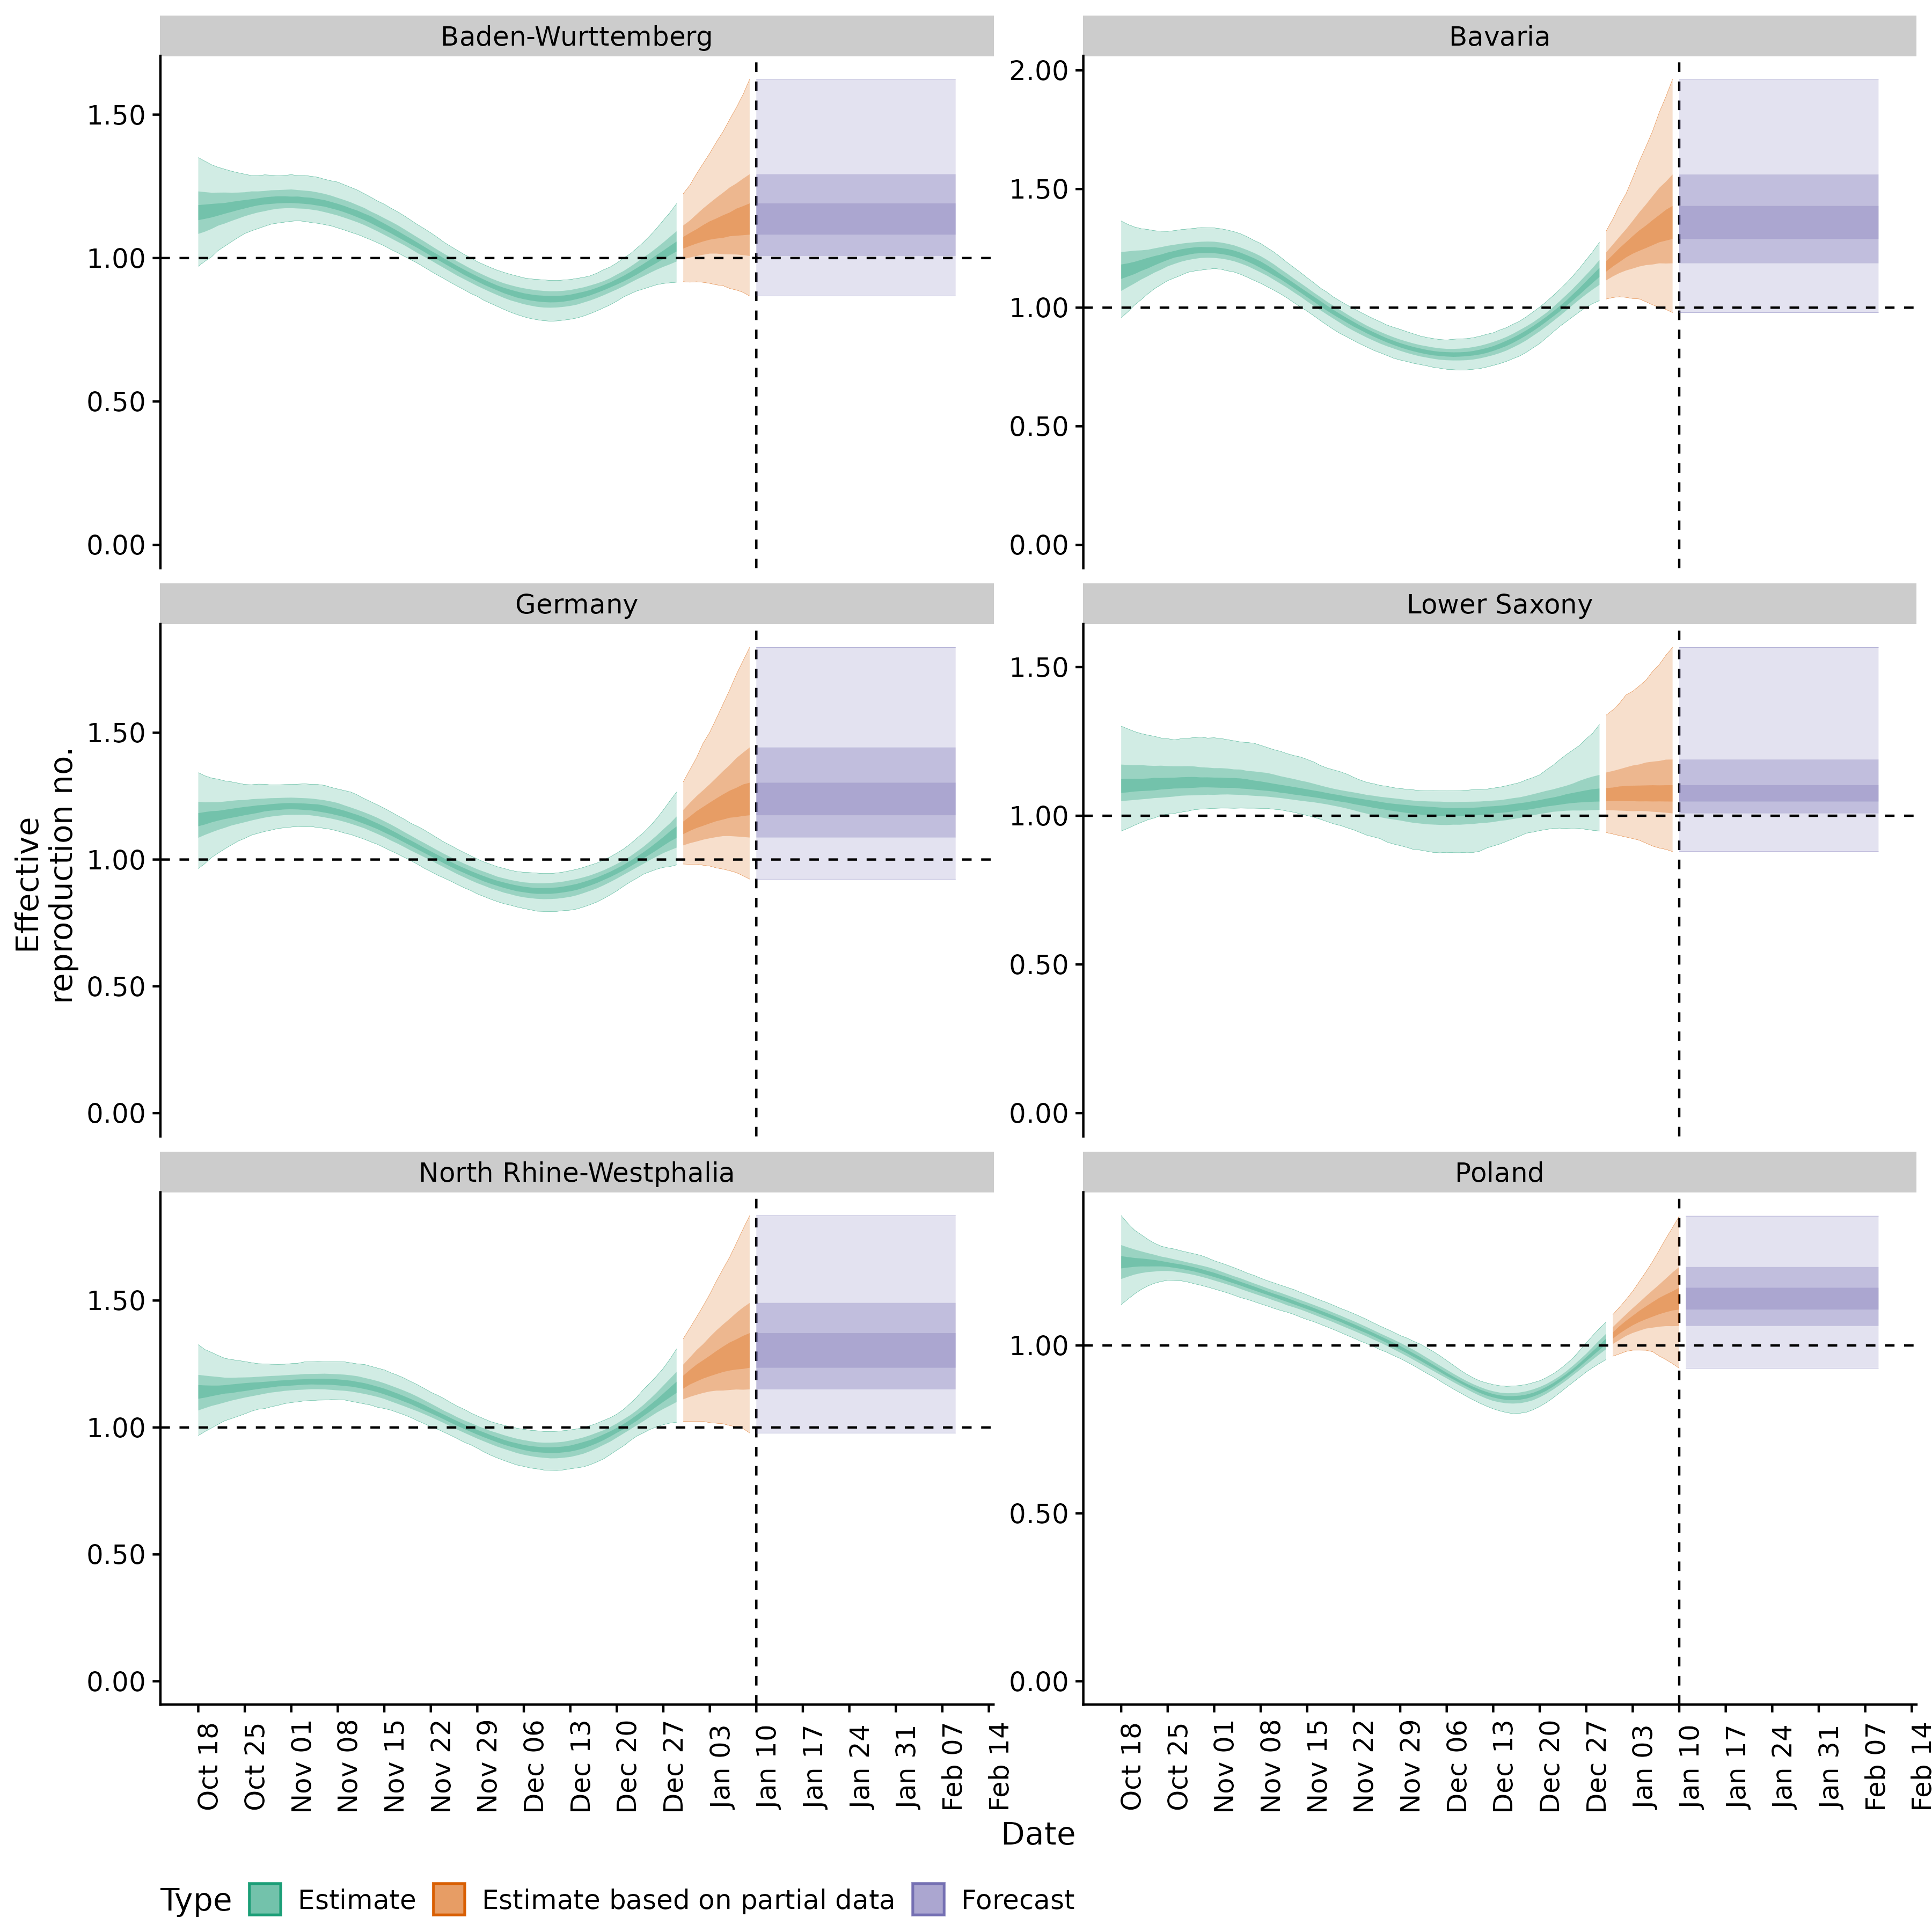 Baden-Wurttemberg
1.50
1.00
0.50
0.00
Bavaria
2.00
1.50
1.00
0.50
0.00
Germany
1.50
1.00
0.50
0.00
Lower Saxony
1.50
1.00
0.50
0.00
North Rhine-Westphalia
1.50
1.00
0.50
0.00
Poland
1.00
0.50
0.00
Effective
reproduction no.
Oct 18
Oct 25
Nov 01
Nov 08
Nov 15
Nov 22
Nov 29
Dec 06
Dec 13
Dec 20
Dec 27
Jan 03
Jan 10
Jan 17
Jan 24
Jan 31
Feb 07
Feb 14
Oct 18
Oct 25
Nov 01
Nov 08
Nov 15
Nov 22
Nov 29
Dec 06
Dec 13
Dec 20
Dec 27
Jan 03
Jan 10
Jan 17
Jan 24
Jan 31
Feb 07
Feb 14
Date
Type Estimate Estimate based on partial data Forecast